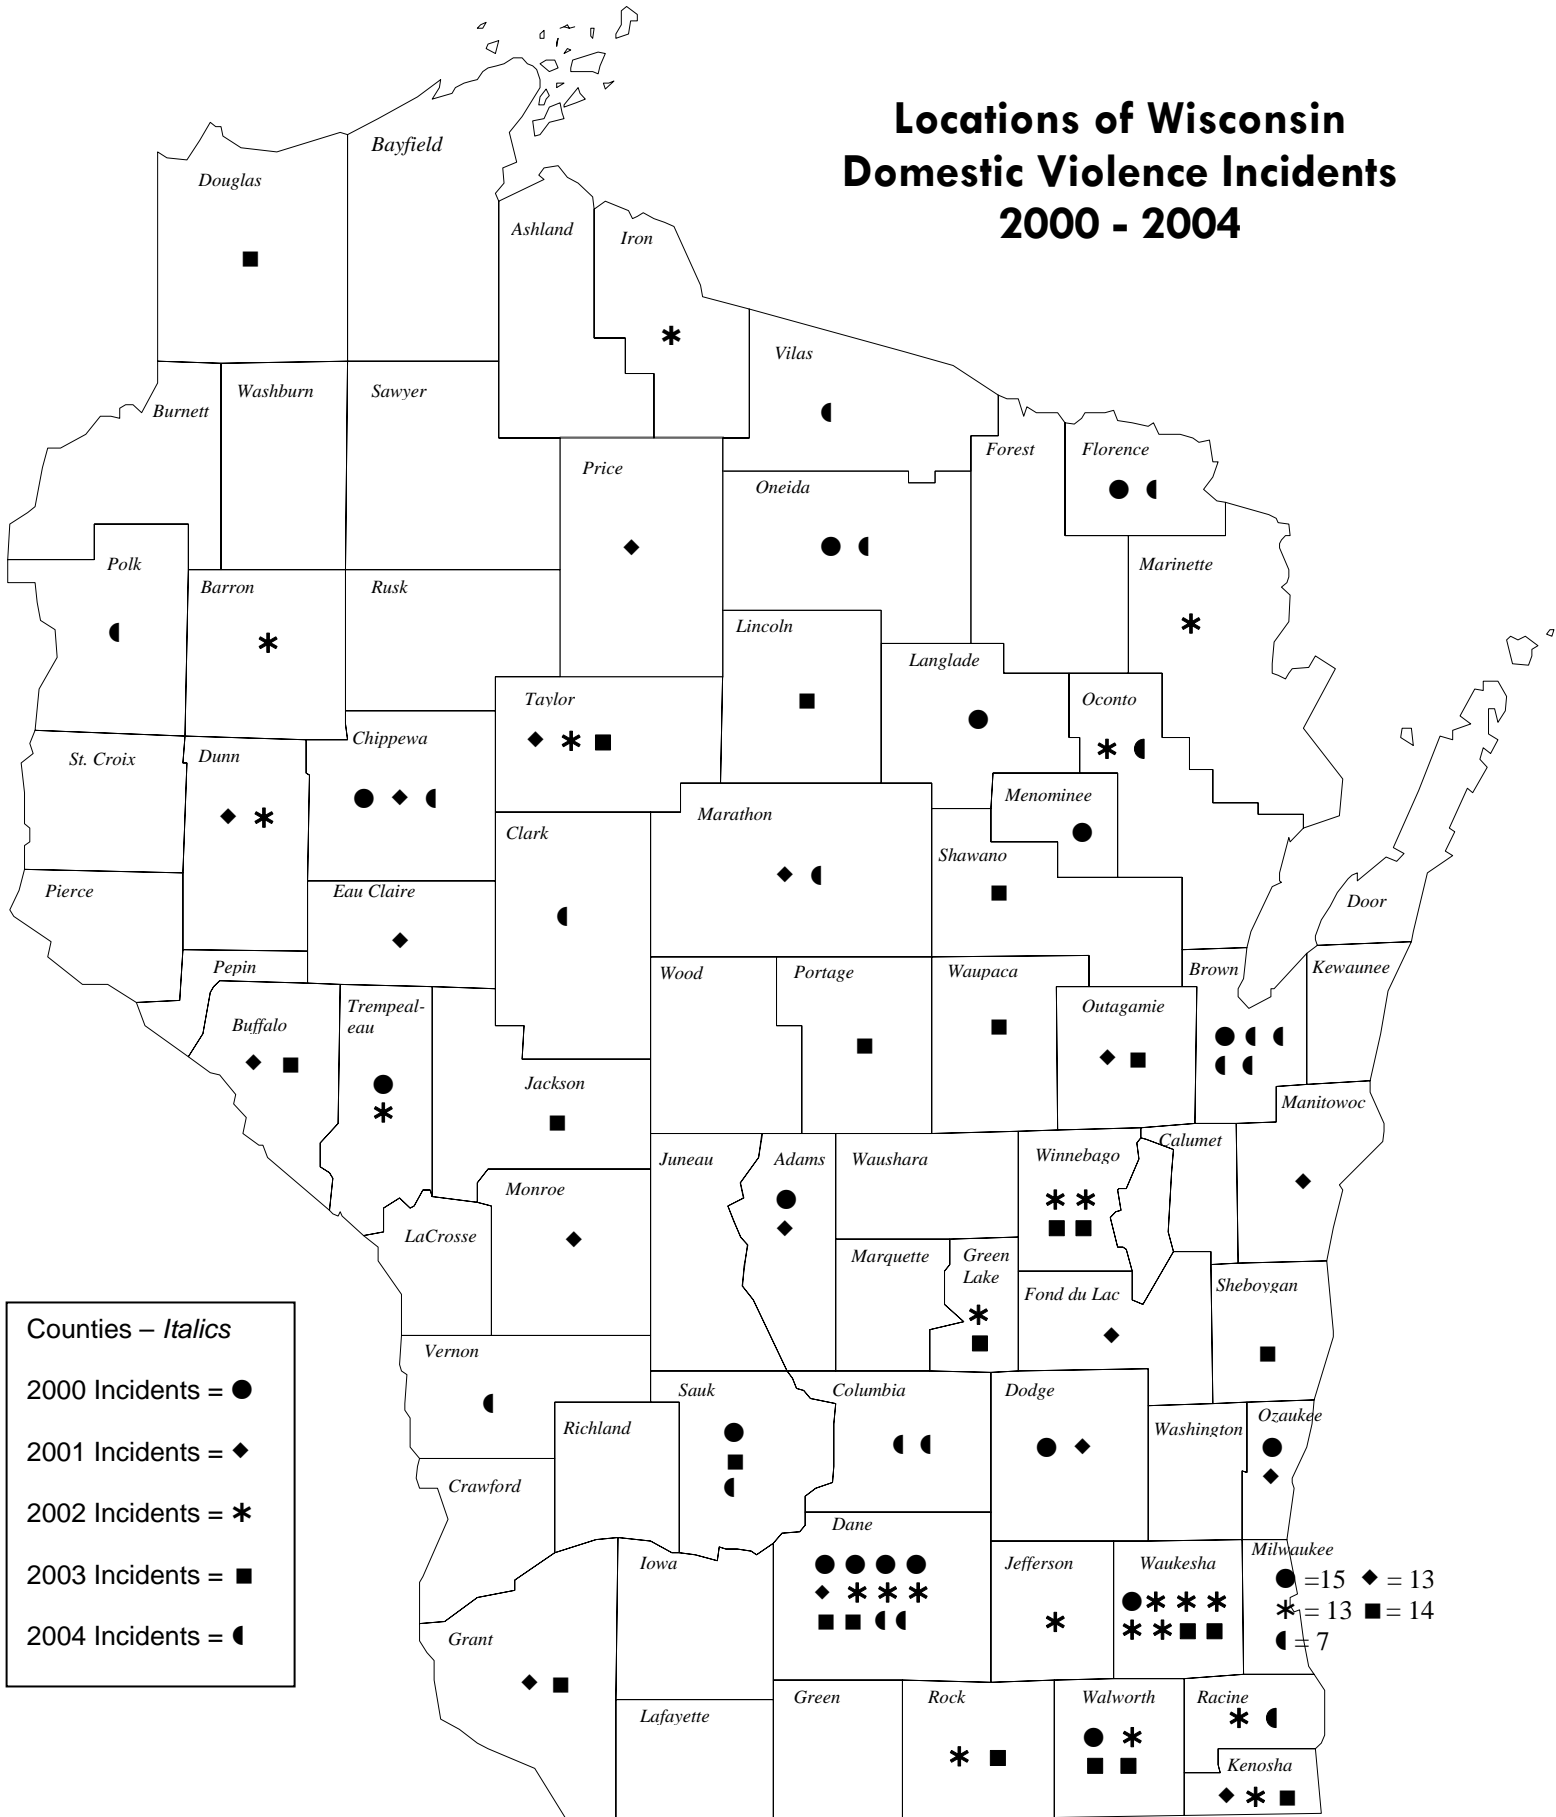 Locations of Wisconsin
Domestic Violence Incidents
2000 - 2004
Bayfield
Douglas
Ashland
Iron
Vilas
Washburn
Sawyer
Burnett
Forest
Florence
Price
Oneida
Polk
Marinette
Barron
Rusk
Lincoln
Langlade
Taylor
Oconto
Chippewa
St. Croix
Dunn
Menominee
Marathon
Clark
Shawano
Pierce
Eau Claire
Door
Pepin
Wood
Portage
Waupaca
Brown
Kewaunee
Trempeal-
eau
Outagamie
Buffalo
Jackson
Manitowoc
Calumet
Juneau
Adams
Waushara
Winnebago
Monroe
LaCrosse
Marquette
Green
Lake
Fond du Lac
Sheboygan
Counties – Italics
2000 Incidents = ●
2001 Incidents = ◆
2002 Incidents = *
2003 Incidents = ■
2004 Incidents = ◖
Vernon
Sauk
Columbia
Dodge
Richland
Washington
Ozaukee
Crawford
Dane
Iowa
Jefferson
Waukesha
Milwaukee
● =15 ◆ = 13
* = 13 ■ = 14
◖ = 7
Grant
Lafayette
Green
Rock
Walworth
Racine
Kenosha